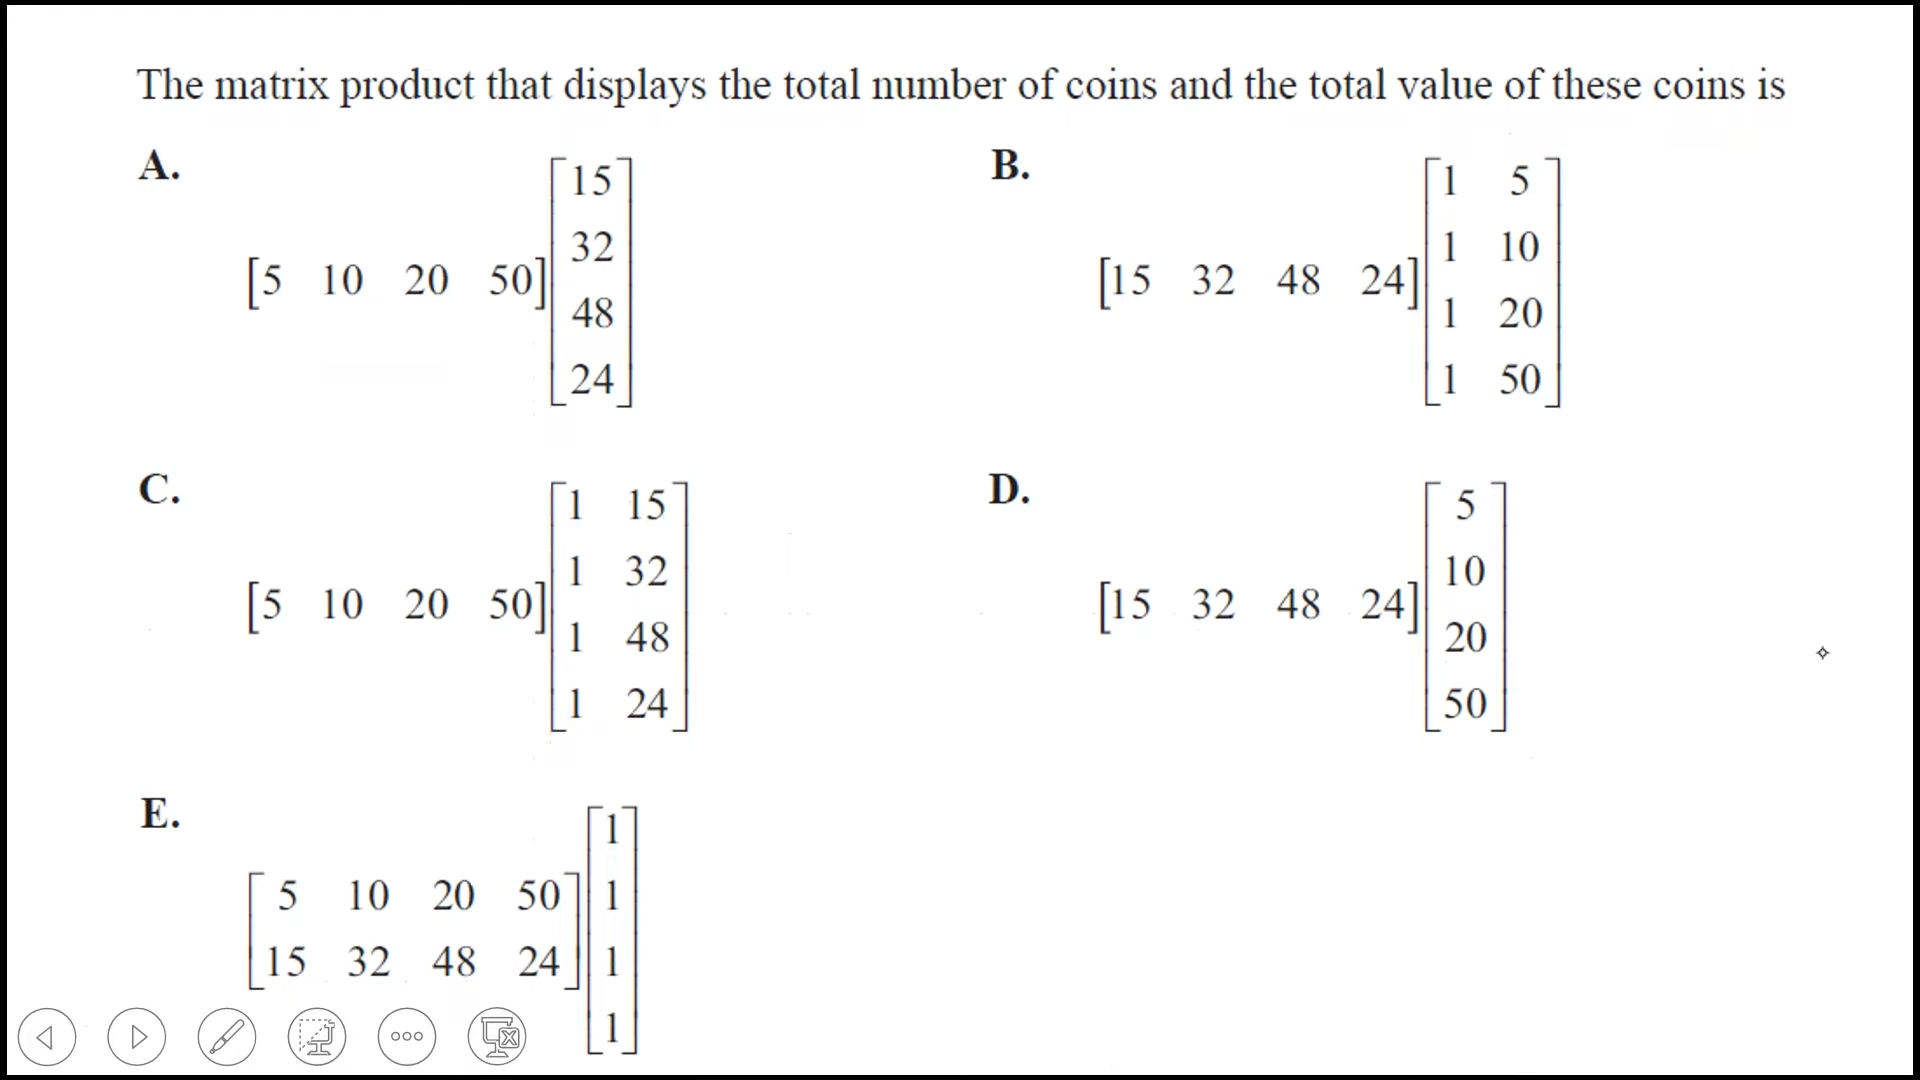 The matrix product that displays the total number of coins and the total value of these coins is
A.
[5 10 20 50]
15
32
48
24
B.
[15 32 48 24]
1 5
1 10
1 20
1 50
C.
[5 10 20 50]
1 15
1 32
1 48
1 24
D.
[15 32 48 24]
5
10
20
50
E.
5 10 20 50
15 32 48 24
1
1
1
1